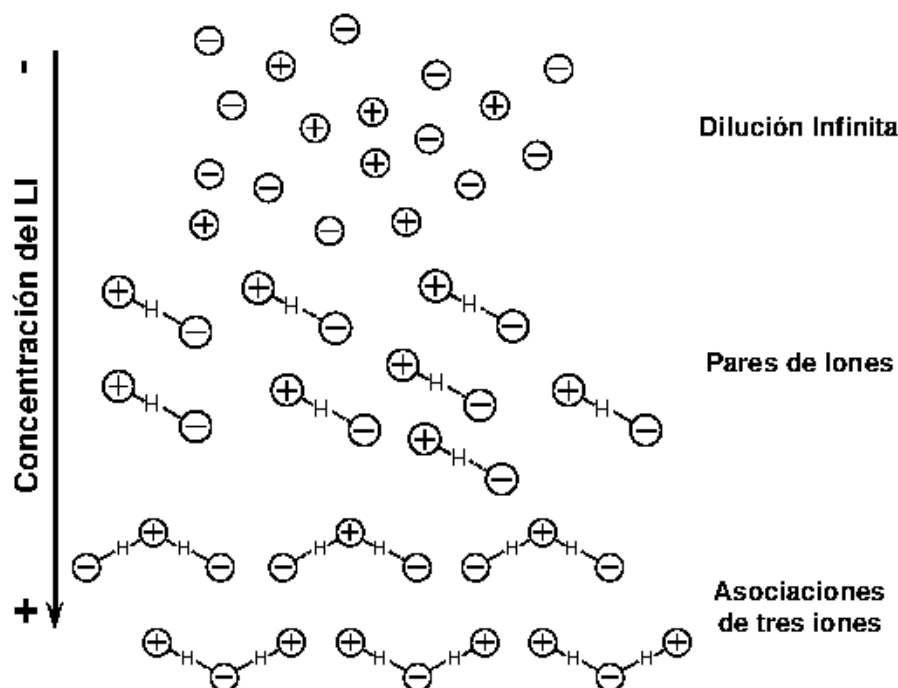 -
Concentración del LI
+
Dilución Infinita
Pares de Iones
H H H
H H H H
H
H H H H H H
Asociaciones
de tres iones
H H H H H H